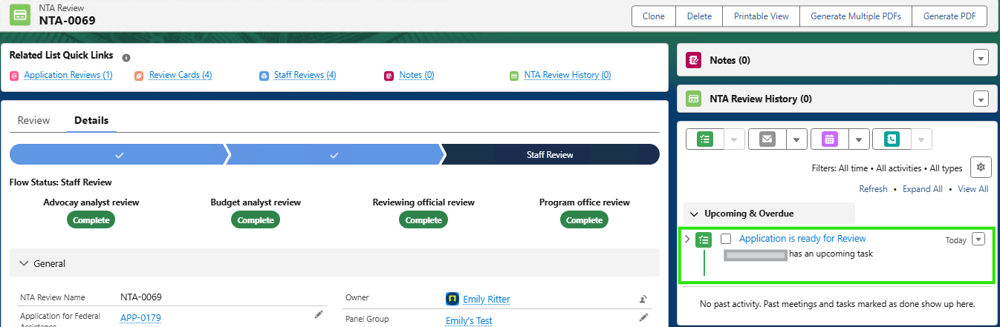 NTA Review
NTA-0069
Clone
Delete
Printable View
Generate Multiple PDFs
Generate PDF
Related List Quick Links
Application Reviews (1)
Review Cards (4)
Staff Reviews (4)
Notes (0)
NTA Review History (0)
Review
Details
Staff Review
Flow Status: Staff Review
Advocay analyst review
Complete
Budget analyst review
Complete
Reviewing official review
Complete
Program office review
Complete
General
NTA Review Name
NTA-0069
Application for Federal
Assistance
APP-0179
Owner
Emily Ritter
Panel Group
Emily's Test
Notes (0)
NTA Review History (0)
Filters: All time • All activities • All types
Refresh • Expand All • View All
Upcoming & Overdue
Application is ready for Review
Today
has an upcoming task
No past activity. Past meetings and tasks marked as done show up here.